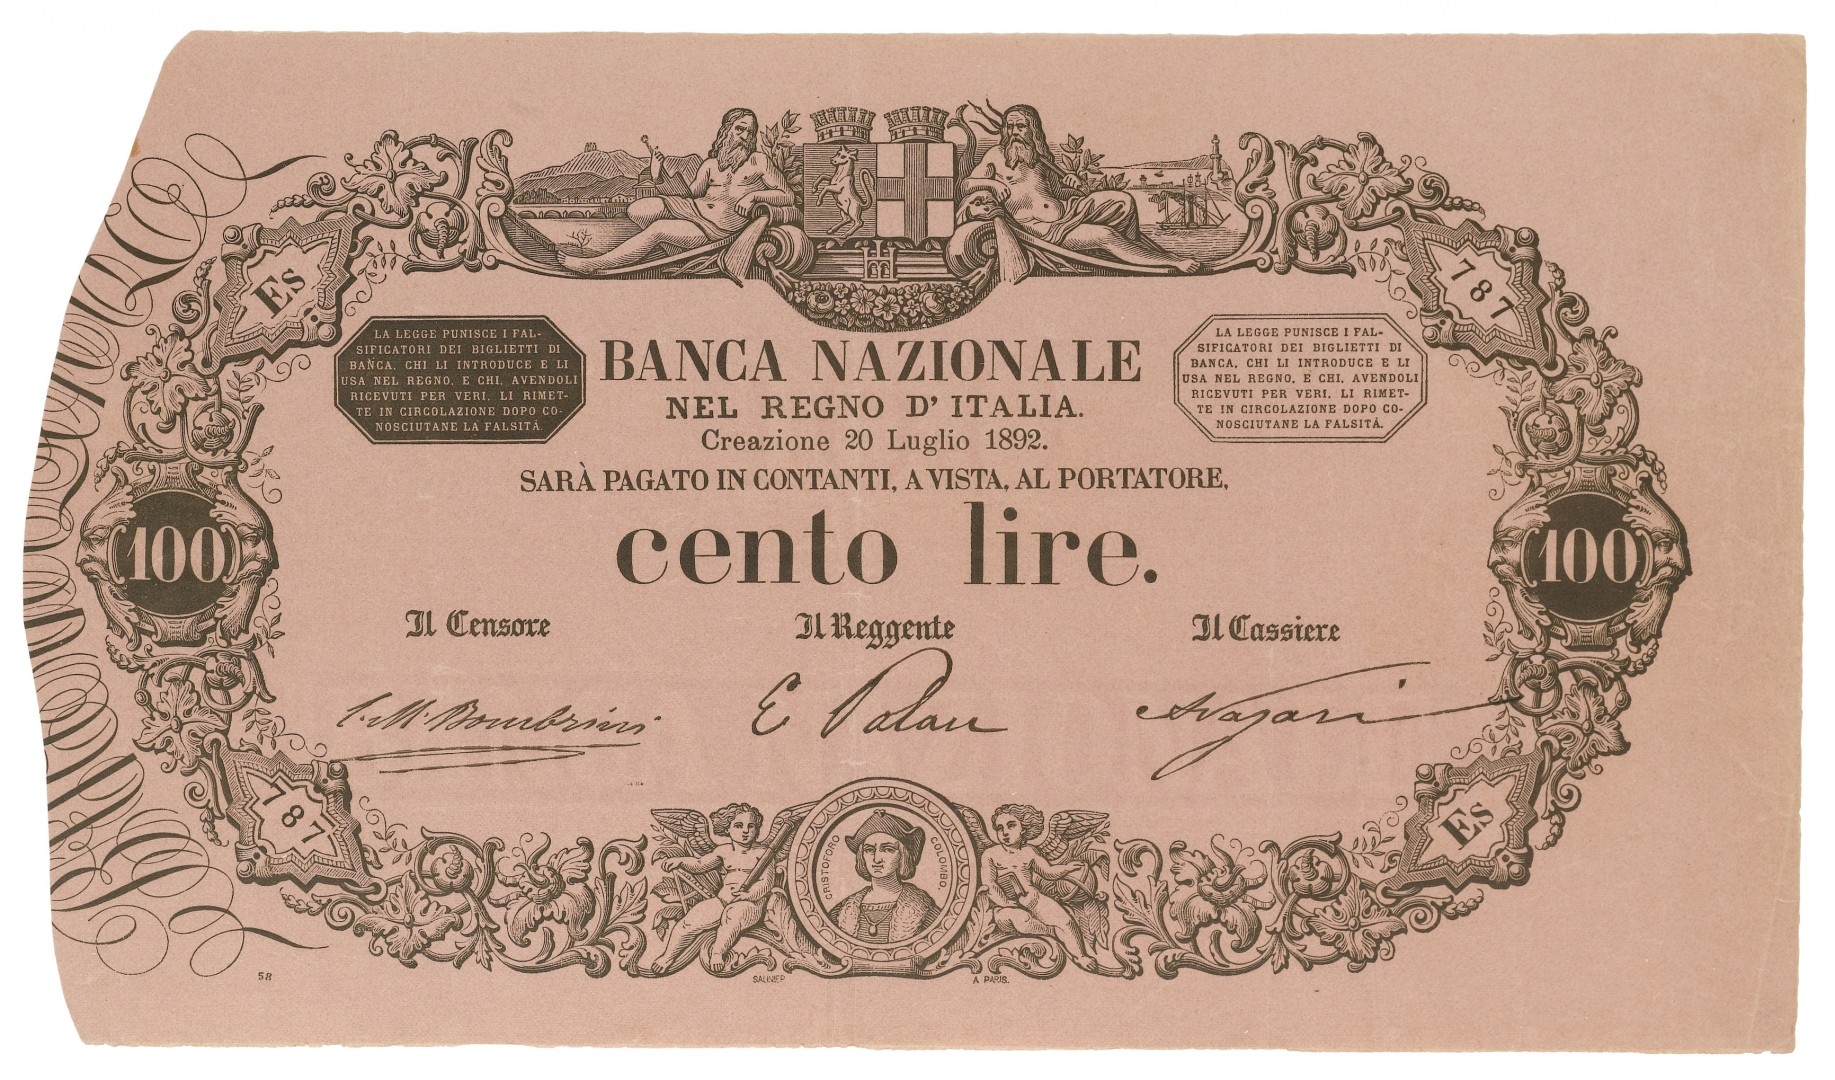 Es
787
LA LEGGE PUNISCE I FAL-
SIFICATORI DEI BIGLIETTI DI
BANCA, CHI LI INTRODUCE E LI
USA NEL REGNO, E CHI, AVENDOLI
RICEVUTI PER VERI, LI RIMET-
TE IN CIRCOLAZIONE DOPO CO-
NOSCIUTANE LA FALSITÀ.
BANCA NAZIONALE
NEL REGNO D'ITALIA.
Creazione 20 Luglio 1892.
LA LEGGE PUNISCE I FAL-
SIFICATORI DEI BIGLIETTI DI
BANCA, CHI LI INTRODUCE E LI
USA NEL REGNO, E CHI, AVENDOLI
RICEVUTI PER VERI, LI RIMET-
TE IN CIRCOLAZIONE DOPO CO-
NOSCIUTANE LA FALSITÀ.
SARÀ PAGATO IN CONTANTI, A VISTA, AL PORTATORE,
cento lire.
100
100
Il Censore
Il Reggente
Il Cassiere
C. M. Bombrini
E
787
Es
CRISTOFORO COLOMBO.
58
SAUNIER
A PARIS.